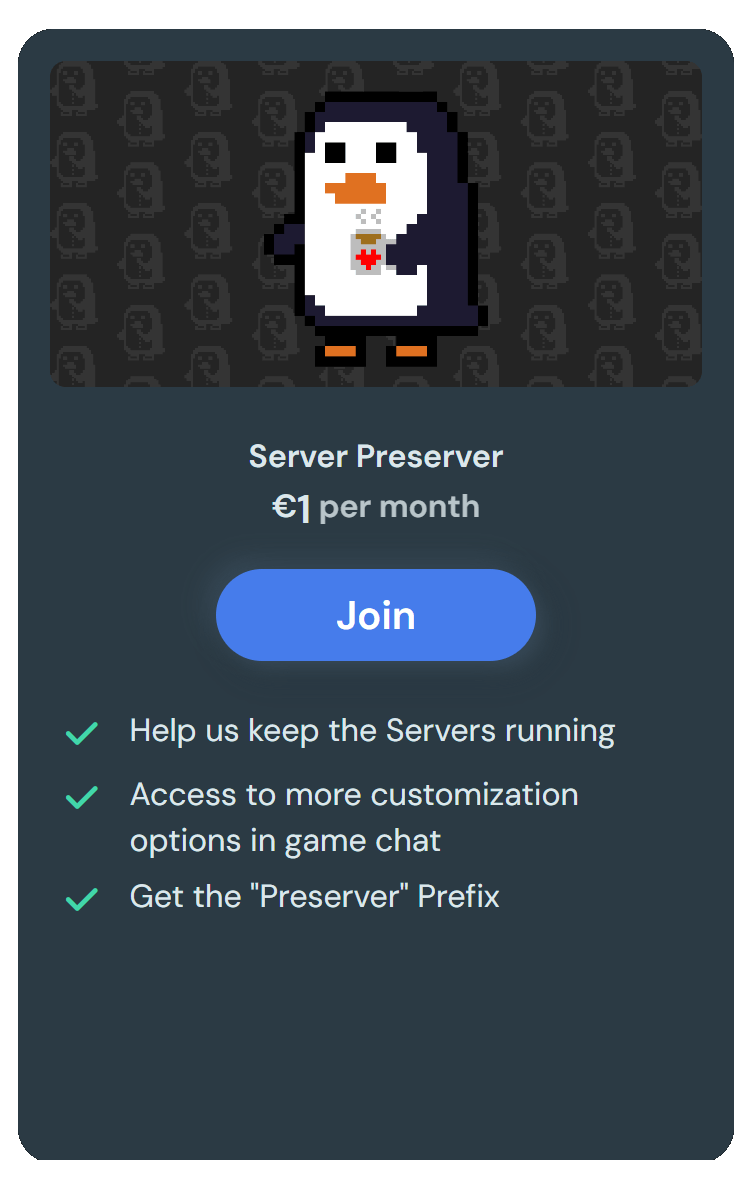 Server Preserver
€1 per month
Join
Help us keep the Servers running
Access to more customization
options in game chat
Get the "Preserver" Prefix